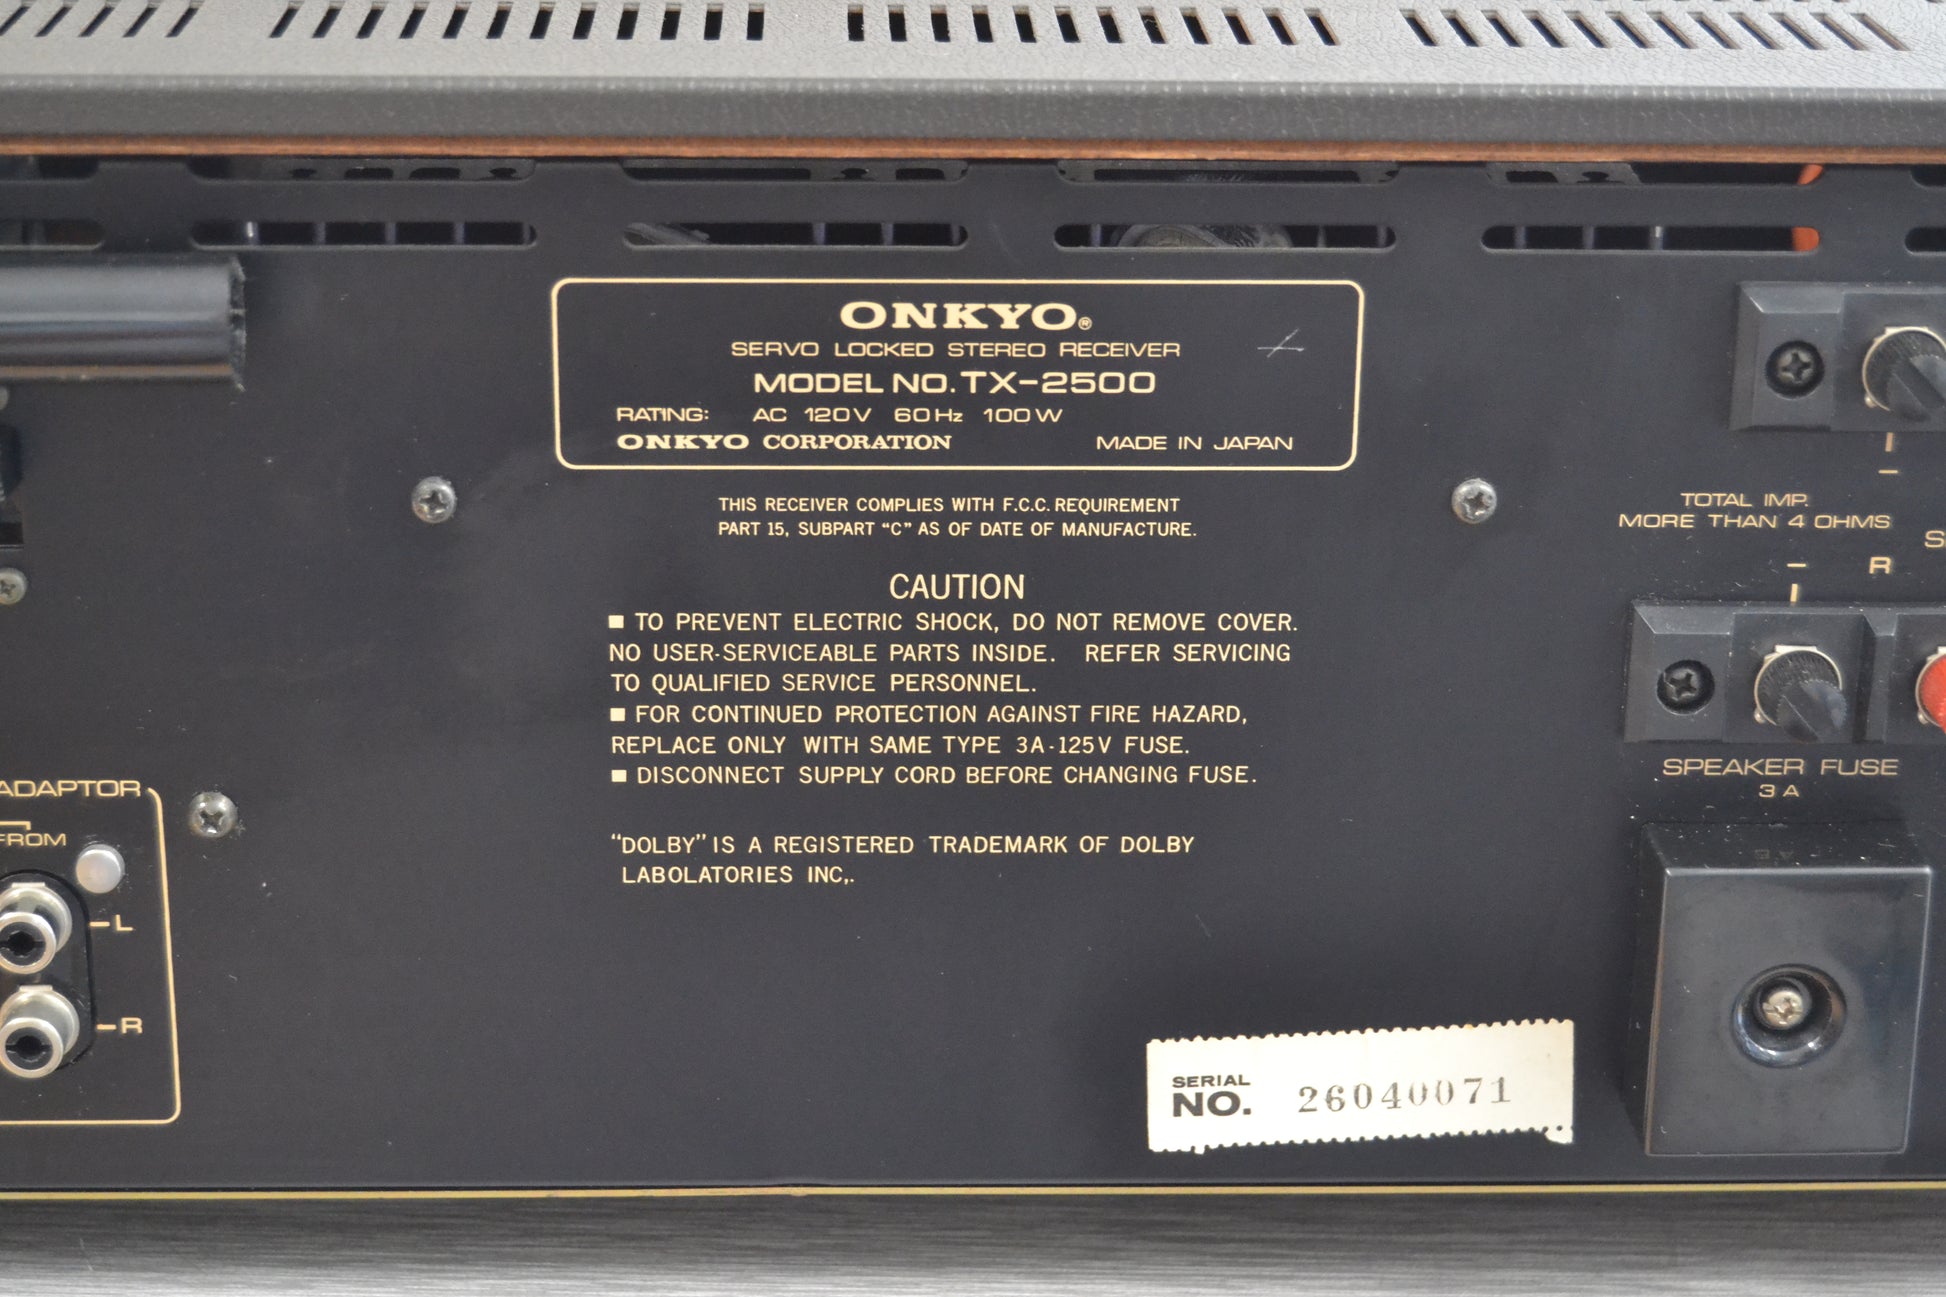 ONKYO®
SERVO LOCKED STEREO RECEIVER
MODEL NO. TX-2500
RATING: AC 120V 60Hz 100W
ONKYO CORPORATION MADE IN JAPAN
THIS RECEIVER COMPLIES WITH F.C.C. REQUIREMENT
PART 15, SUBPART "C" AS OF DATE OF MANUFACTURE.
CAUTION
■ TO PREVENT ELECTRIC SHOCK, DO NOT REMOVE COVER.
NO USER-SERVICEABLE PARTS INSIDE. REFER SERVICING
TO QUALIFIED SERVICE PERSONNEL.
■ FOR CONTINUED PROTECTION AGAINST FIRE HAZARD,
REPLACE ONLY WITH SAME TYPE 3A-125V FUSE.
■ DISCONNECT SUPPLY CORD BEFORE CHANGING FUSE.
"DOLBY" IS A REGISTERED TRADEMARK OF DOLBY
LABOLATORIES INC,.
ADAPTOR
FROM
L
R
TOTAL IMP.
MORE THAN 4 OHMS
S
R
SPEAKER FUSE
3A
SERIAL
NO. 26040071